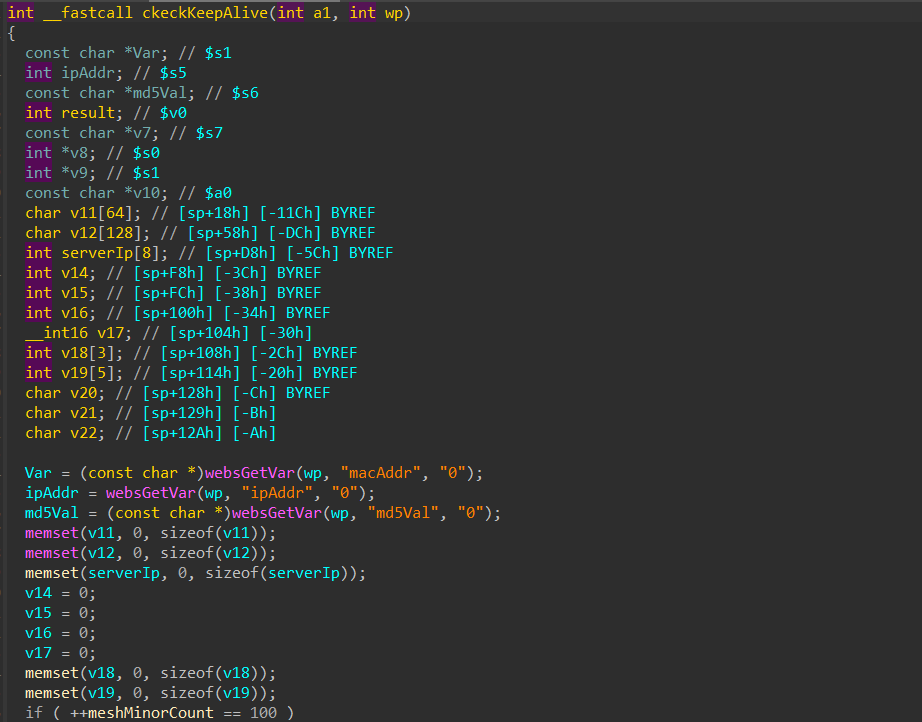 int __fastcall ckeckKeepAlive(int a1, int wp)
{
const char *Var; // $s1
int ipAddr; // $s5
const char *md5Val; // $s6
int result; // $v0
const char *v7; // $s7
int *v8; // $s0
int *v9; // $s1
const char *v10; // $a0
char v11[64]; // [sp+18h] [-11Ch] BYREF
char v12[128]; // [sp+58h] [-DCh] BYREF
int serverIp[8]; // [sp+D8h] [-5Ch] BYREF
int v14; // [sp+F8h] [-3Ch] BYREF
int v15; // [sp+FCh] [-38h] BYREF
int v16; // [sp+100h] [-34h] BYREF
__int16 v17; // [sp+104h] [-30h]
int v18[3]; // [sp+108h] [-2Ch] BYREF
int v19[5]; // [sp+114h] [-20h] BYREF
char v20; // [sp+128h] [-Ch] BYREF
char v21; // [sp+129h] [-Bh]
char v22; // [sp+12Ah] [-Ah]
Var = (const char *)websGetVar(wp, "macAddr", "0");
ipAddr = websGetVar(wp, "ipAddr", "0");
md5Val = (const char *)websGetVar(wp, "md5Val", "0");
memset(v11, 0, sizeof(v11));
memset(v12, 0, sizeof(v12));
memset(serverIp, 0, sizeof(serverIp));
v14 = 0;
v15 = 0;
v16 = 0;
v17 = 0;
memset(v18, 0, sizeof(v18));
memset(v19, 0, sizeof(v19));
if ( ++meshMinorCount == 100 )